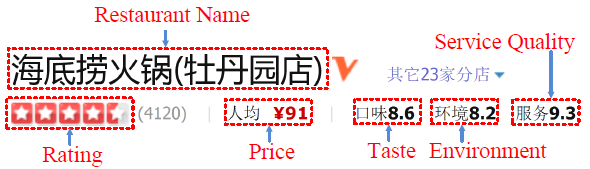 Restaurant Name
Service Quality
海底捞火锅(牡丹园店) V 其它23家分店
(4120) 人均 ¥91 口味8.6 环境8.2 服务9.3
Rating Price Taste Environment